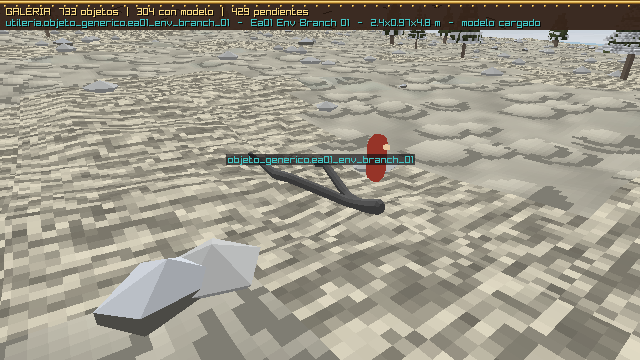 GALERÍA 733 objetos | 304 con modelo | 429 pendientes
utileria.objeto_generico.ea01_env_branch_01 - Ea01 Env Branch 01 - 2.4x0.97x4.8 m - modelo cargado
objeto_generico.ea01_env_branch_01